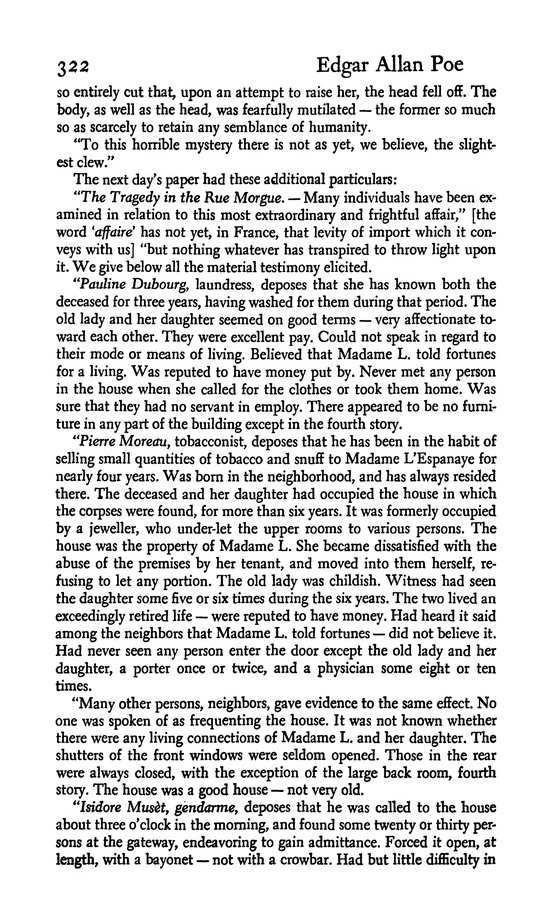 322 Edgar Allan Poe
so entirely cut that, upon an attempt to raise her, the head fell off. The
body, as well as the head, was fearfully mutilated — the former so much
so as scarcely to retain any semblance of humanity.
"To this horrible mystery there is not as yet, we believe, the slight-
est clew."
The next day's paper had these additional particulars:
"The Tragedy in the Rue Morgue. — Many individuals have been ex-
amined in relation to this most extraordinary and frightful affair," [the
word 'affaire' has not yet, in France, that levity of import which it con-
veys with us] "but nothing whatever has transpired to throw light upon
it. We give below all the material testimony elicited.
"Pauline Dubourg, laundress, deposes that she has known both the
deceased for three years, having washed for them during that period. The
old lady and her daughter seemed on good terms — very affectionate to-
ward each other. They were excellent pay. Could not speak in regard to
their mode or means of living. Believed that Madame L. told fortunes
for a living. Was reputed to have money put by. Never met any person
in the house when she called for the clothes or took them home. Was
sure that they had no servant in employ. There appeared to be no furni-
ture in any part of the building except in the fourth story.
"Pierre Moreau, tobacconist, deposes that he has been in the habit of
selling small quantities of tobacco and snuff to Madame L'Espanaye for
nearly four years. Was born in the neighborhood, and has always resided
there. The deceased and her daughter had occupied the house in which
the corpses were found, for more than six years. It was formerly occupied
by a jeweller, who under-let the upper rooms to various persons. The
house was the property of Madame L. She became dissatisfied with the
abuse of the premises by her tenant, and moved into them herself, re-
fusing to let any portion. The old lady was childish. Witness had seen
the daughter some five or six times during the six years. The two lived an
exceedingly retired life — were reputed to have money. Had heard it said
among the neighbors that Madame L. told fortunes — did not believe it.
Had never seen any person enter the door except the old lady and her
daughter, a porter once or twice, and a physician some eight or ten
times.
"Many other persons, neighbors, gave evidence to the same effect. No
one was spoken of as frequenting the house. It was not known whether
there were any living connections of Madame L. and her daughter. The
shutters of the front windows were seldom opened. Those in the rear
were always closed, with the exception of the large back room, fourth
story. The house was a good house — not very old.
"Isidore Musèt, gendarme, deposes that he was called to the house
about three o'clock in the morning, and found some twenty or thirty per-
sons at the gateway, endeavoring to gain admittance. Forced it open, at
length, with a bayonet — not with a crowbar. Had but little difficulty in